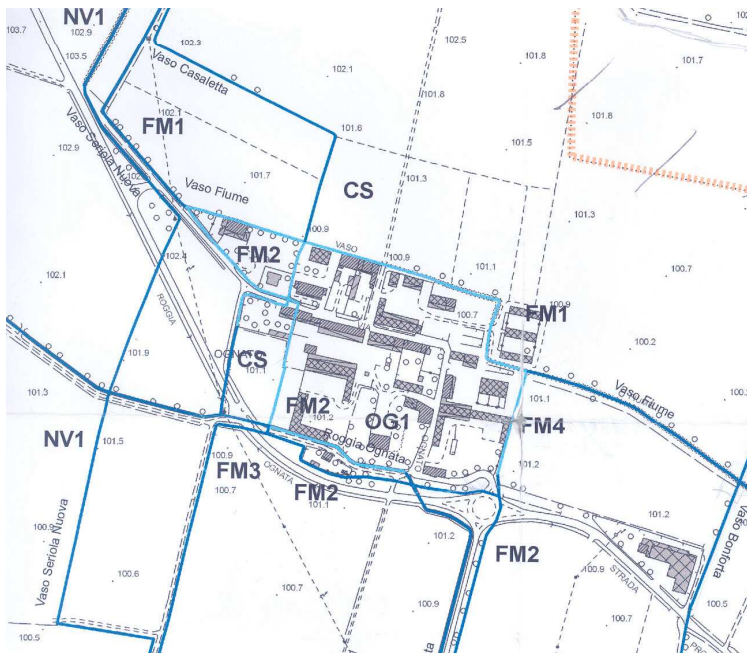 103.7
NV1
102.9
103.5
102.3
Vaso Casaletta
102.5
101.8
102.1
101.7
101.8
101.8
FM1
102.1
101.6
101.5
102.9
Vaso Seriola Nuova
101.7
CS
101.3
Vaso Fiume
101.3
102.4
100.9
VASO
FM2
100.9
101.1
100.7
102.1
ROGGIA
100.9
FM1
100.7
100.2
OGNATA
CS
101.1
101.9
101.3
101.1
Vaso Fiume
FM2
101.2
OG1
FM4
NV1
101.5
Roggia Ognata
OGNATA
100.9
FM3
OGNATA
FM2
101.2
100.7
101.1
101.2
101.2
Vaso Bonforta
100.9
Vaso Seriola Nuova
FM2
100.9
STRADA
100.6
100.7
100.9
100.7
100.5
100.5